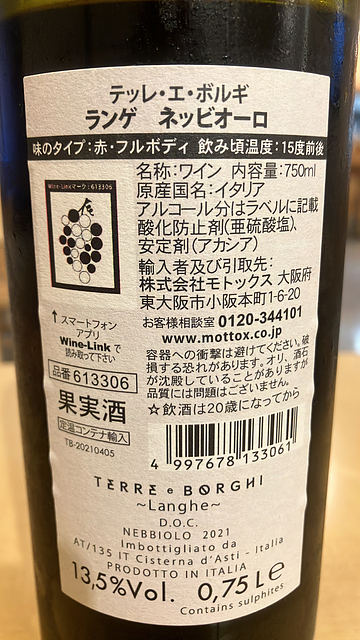 テッレ・エ・ボルギ
ランゲ ネッビオーロ
味のタイプ:赤・フルボディ 飲み頃温度:15度前後
Wine-Linkマーク:613306
名称:ワイン 内容量:750ml
原産国名:イタリア
アルコール分はラベルに記載
酸化防止剤(亜硫酸塩)、
安定剤(アカシア)
輸入者及び引取先:
株式会社モトックス 大阪府
東大阪市小阪本町1-6-20
↑ スマートフォン
アプリ
Wine-Link で
読み取って下さい
お客様相談室 0120-344101
www.mottox.co.jp
容器への衝撃は避けてください。破
損する恐れがあります。オリ、酒石
が沈殿していることがありますが
品質には問題はございません。
☆飲酒は20歳になってから
品番 613306
果実酒
定温コンテナ輸入
TB-20210405
4 997678 133061
TERRE e BORGHI
~Langhe~
D.O.C.
NEBBIOLO 2021
Imbottigliato da
AT/135 IT Cisterna d'Asti - Italia
PRODOTTO IN ITALIA
13,5%Vol. 0,75 L e
Contains sulphites